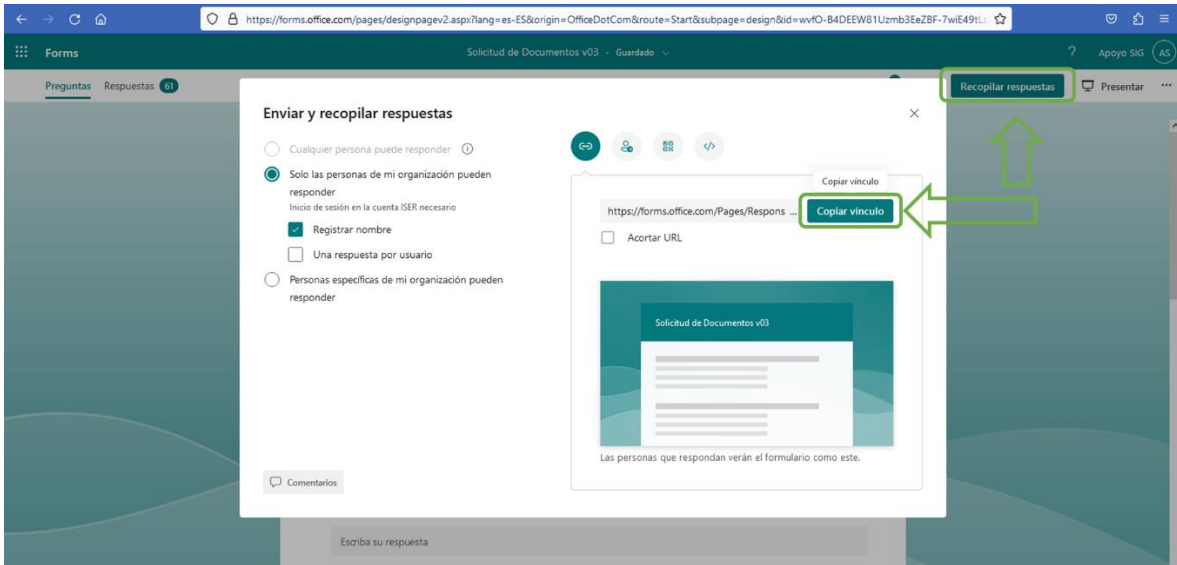 https://forms.office.com/pages/designpagev2.aspx?lang=es-ES&origin=OfficeDotCom&route=Start&subpage=design&id=wvfO-B4DEEW81Uzmb3EeZBF-7wiE49tLs
Forms
Solicitud de Documentos v03 - Guardado
?
Apoyo SIG
AS
Preguntas
Respuestas 61
Recopilar respuestas
Presentar
Enviar y recopilar respuestas
Cualquier persona puede responder
Solo las personas de mi organización pueden
responder
Inicio de sesión en la cuenta ISER necesario
Registrar nombre
Una respuesta por usuario
Personas específicas de mi organización pueden
responder
Copiar vínculo
https://forms.office.com/Pages/Respons ...
Copiar vínculo
Acortar URL
Solicitud de Documentos v03
Las personas que respondan verán el formulario como este.
Comentarios
Escriba su respuesta